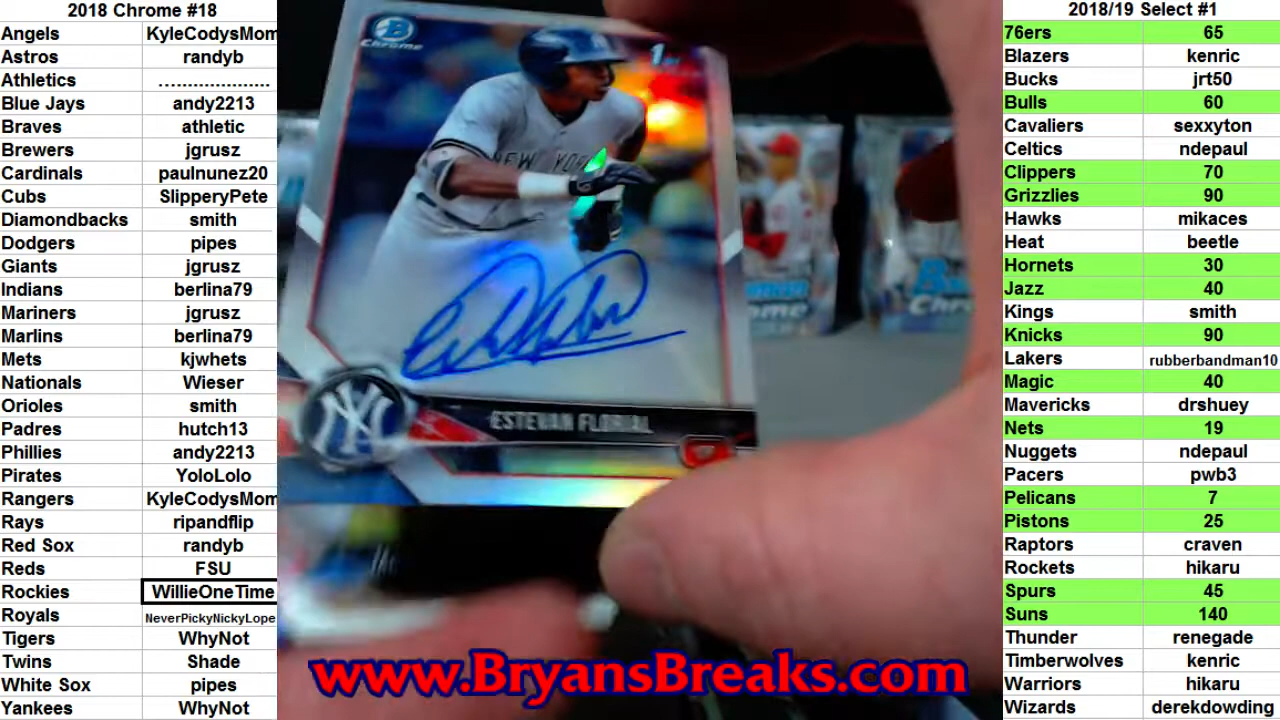 2018 Chrome #18
Angels KyleCodysMom
Astros randyb
Athletics ....................
Blue Jays andy2213
Braves athletic
Brewers jgrusz
Cardinals paulnunez20
Cubs SlipperyPete
Diamondbacks smith
Dodgers pipes
Giants jgrusz
Indians berlina79
Mariners jgrusz
Marlins berlina79
Mets kjwhets
Nationals Wieser
Orioles smith
Padres hutch13
Phillies andy2213
Pirates YoloLolo
Rangers KyleCodysMom
Rays ripandflip
Red Sox randyb
Reds FSU
Rockies WillieOneTime
Royals NeverPickyNickyLope
Tigers WhyNot
Twins Shade
White Sox pipes
Yankees WhyNot
B
Bowman
Chrome
1st
NEW YORK
NY
ESTEVAN FLORIAL
Chrome
www.BryansBreaks.com
2018/19 Select #1
76ers 65
Blazers kenric
Bucks jrt50
Bulls 60
Cavaliers sexxyton
Celtics ndepaul
Clippers 70
Grizzlies 90
Hawks mikaces
Heat beetle
Hornets 30
Jazz 40
Kings smith
Knicks 90
Lakers rubberbandman10
Magic 40
Mavericks drshuey
Nets 19
Nuggets ndepaul
Pacers pwb3
Pelicans 7
Pistons 25
Raptors craven
Rockets hikaru
Spurs 45
Suns 140
Thunder renegade
Timberwolves kenric
Warriors hikaru
Wizards derekdowding